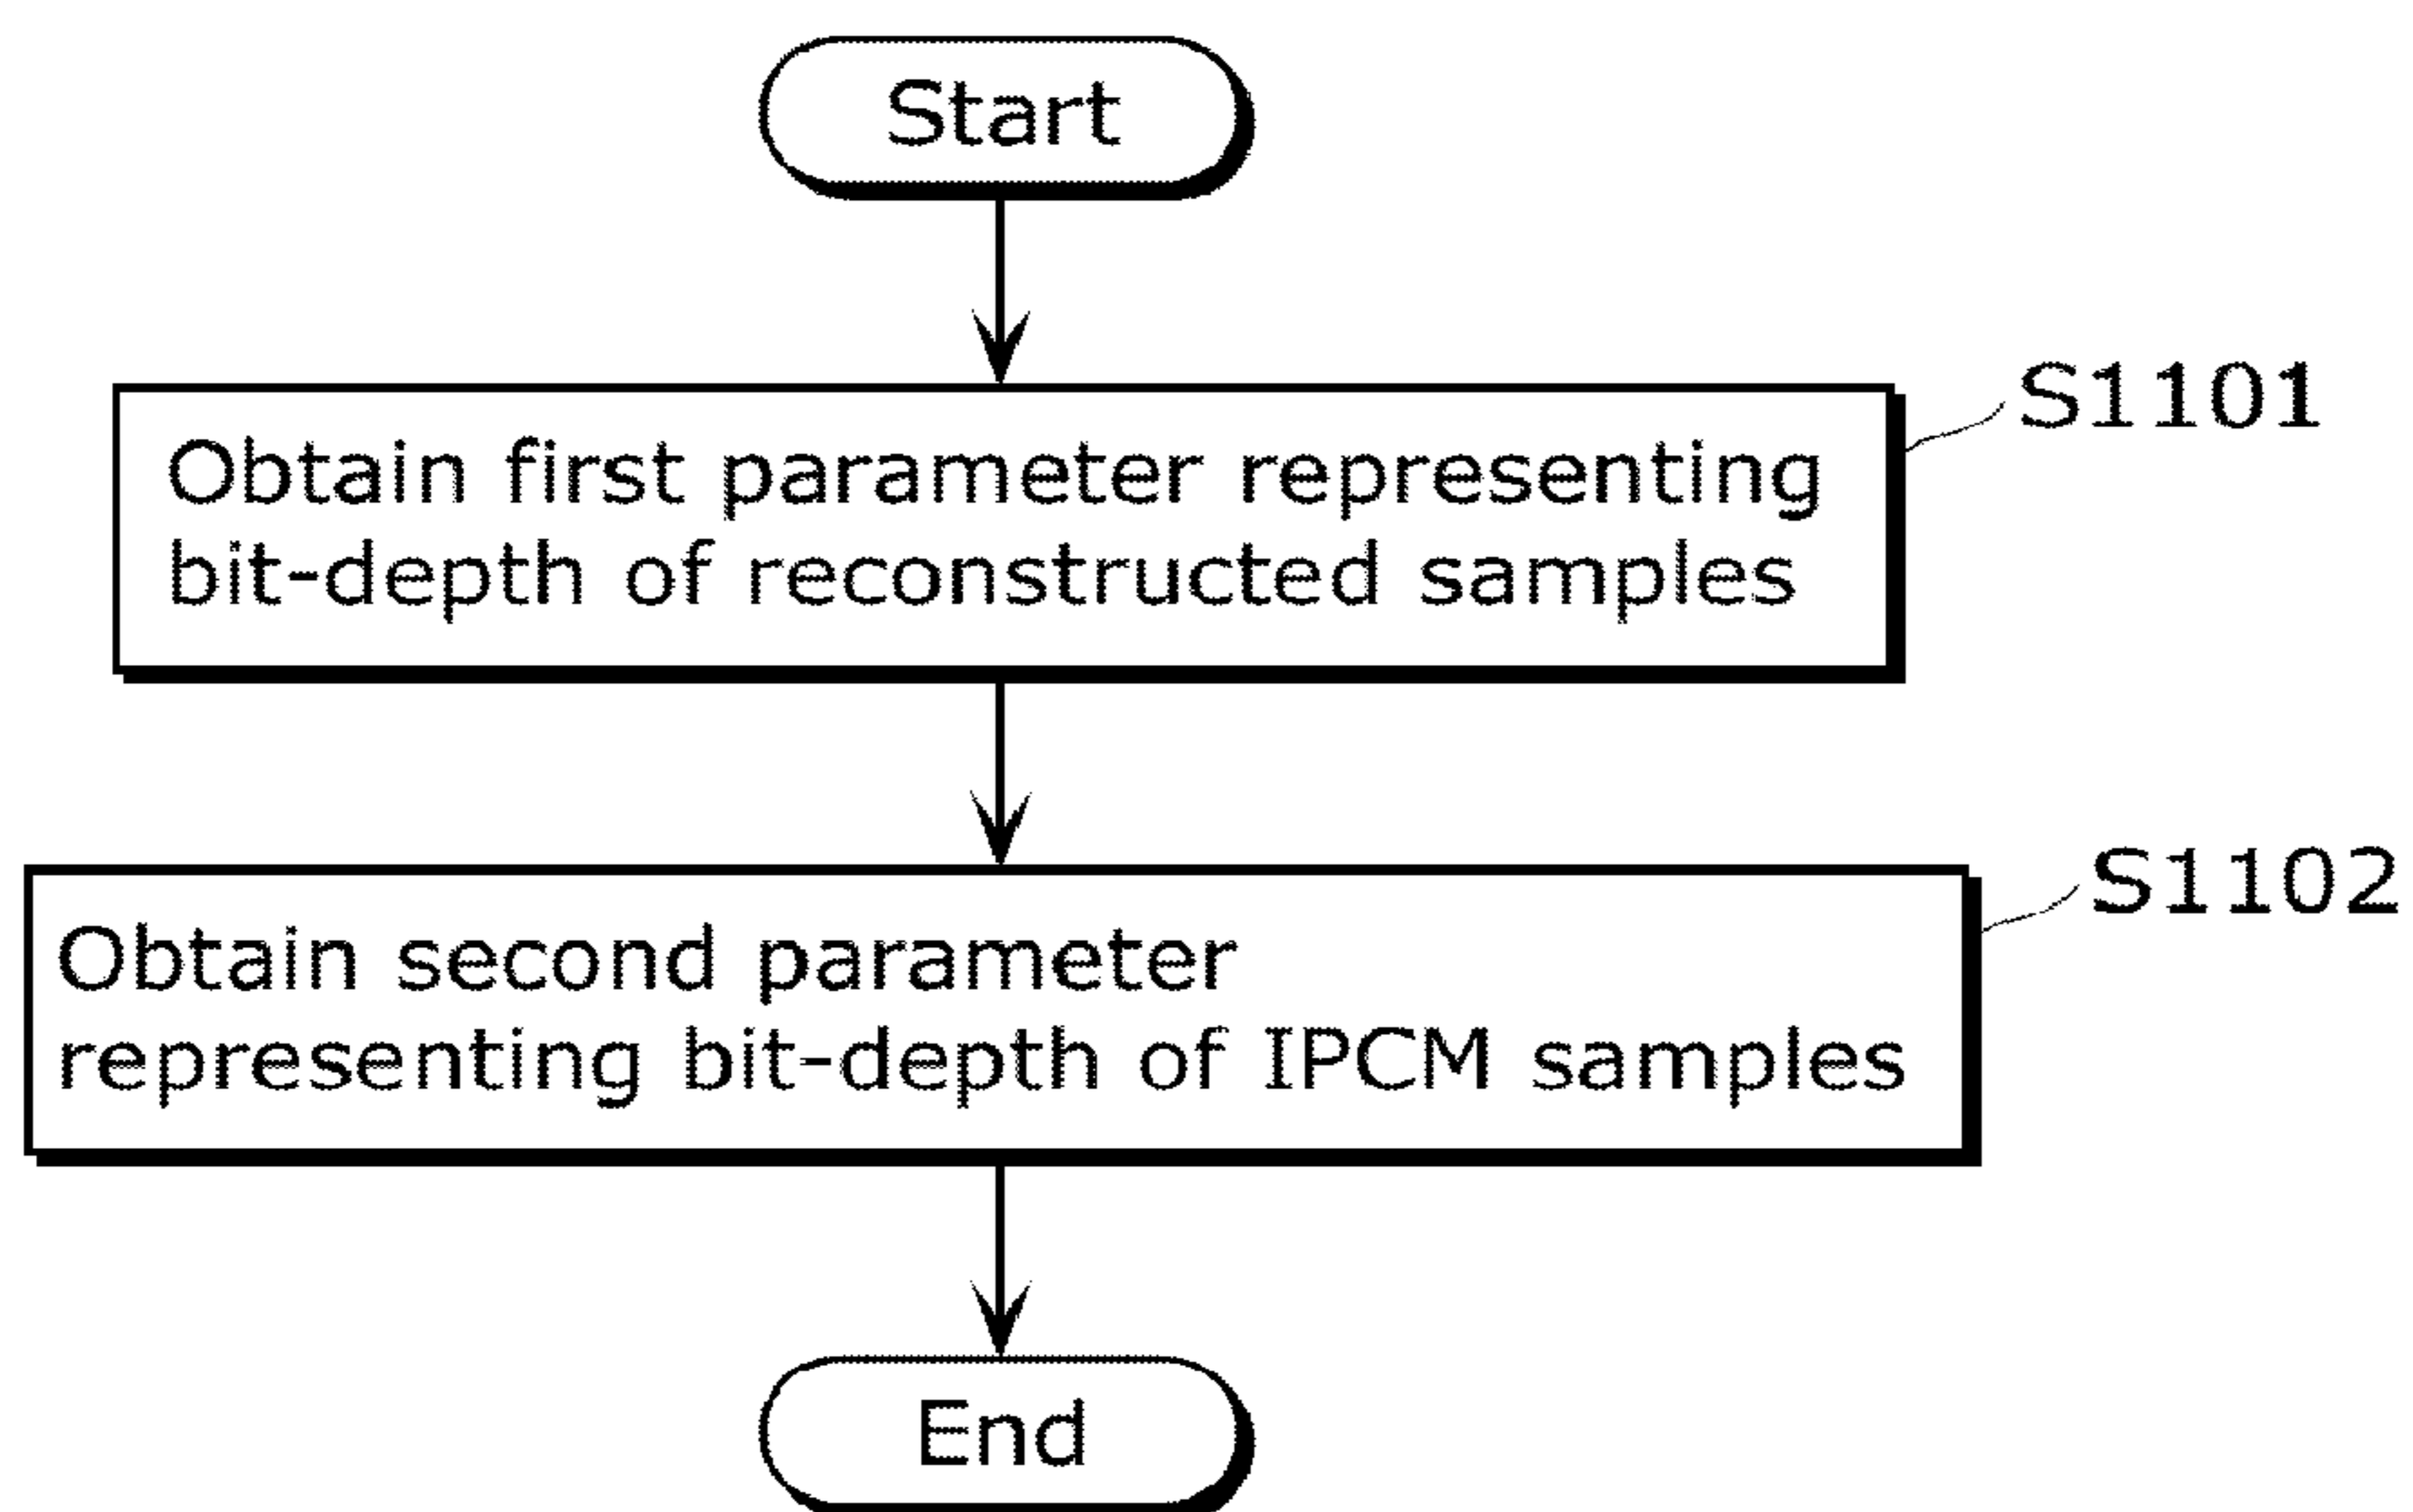 Start
S1101
Obtain first parameter representing
bit-depth of reconstructed samples
S1102
Obtain second parameter
representing bit-depth of IPCM samples
End